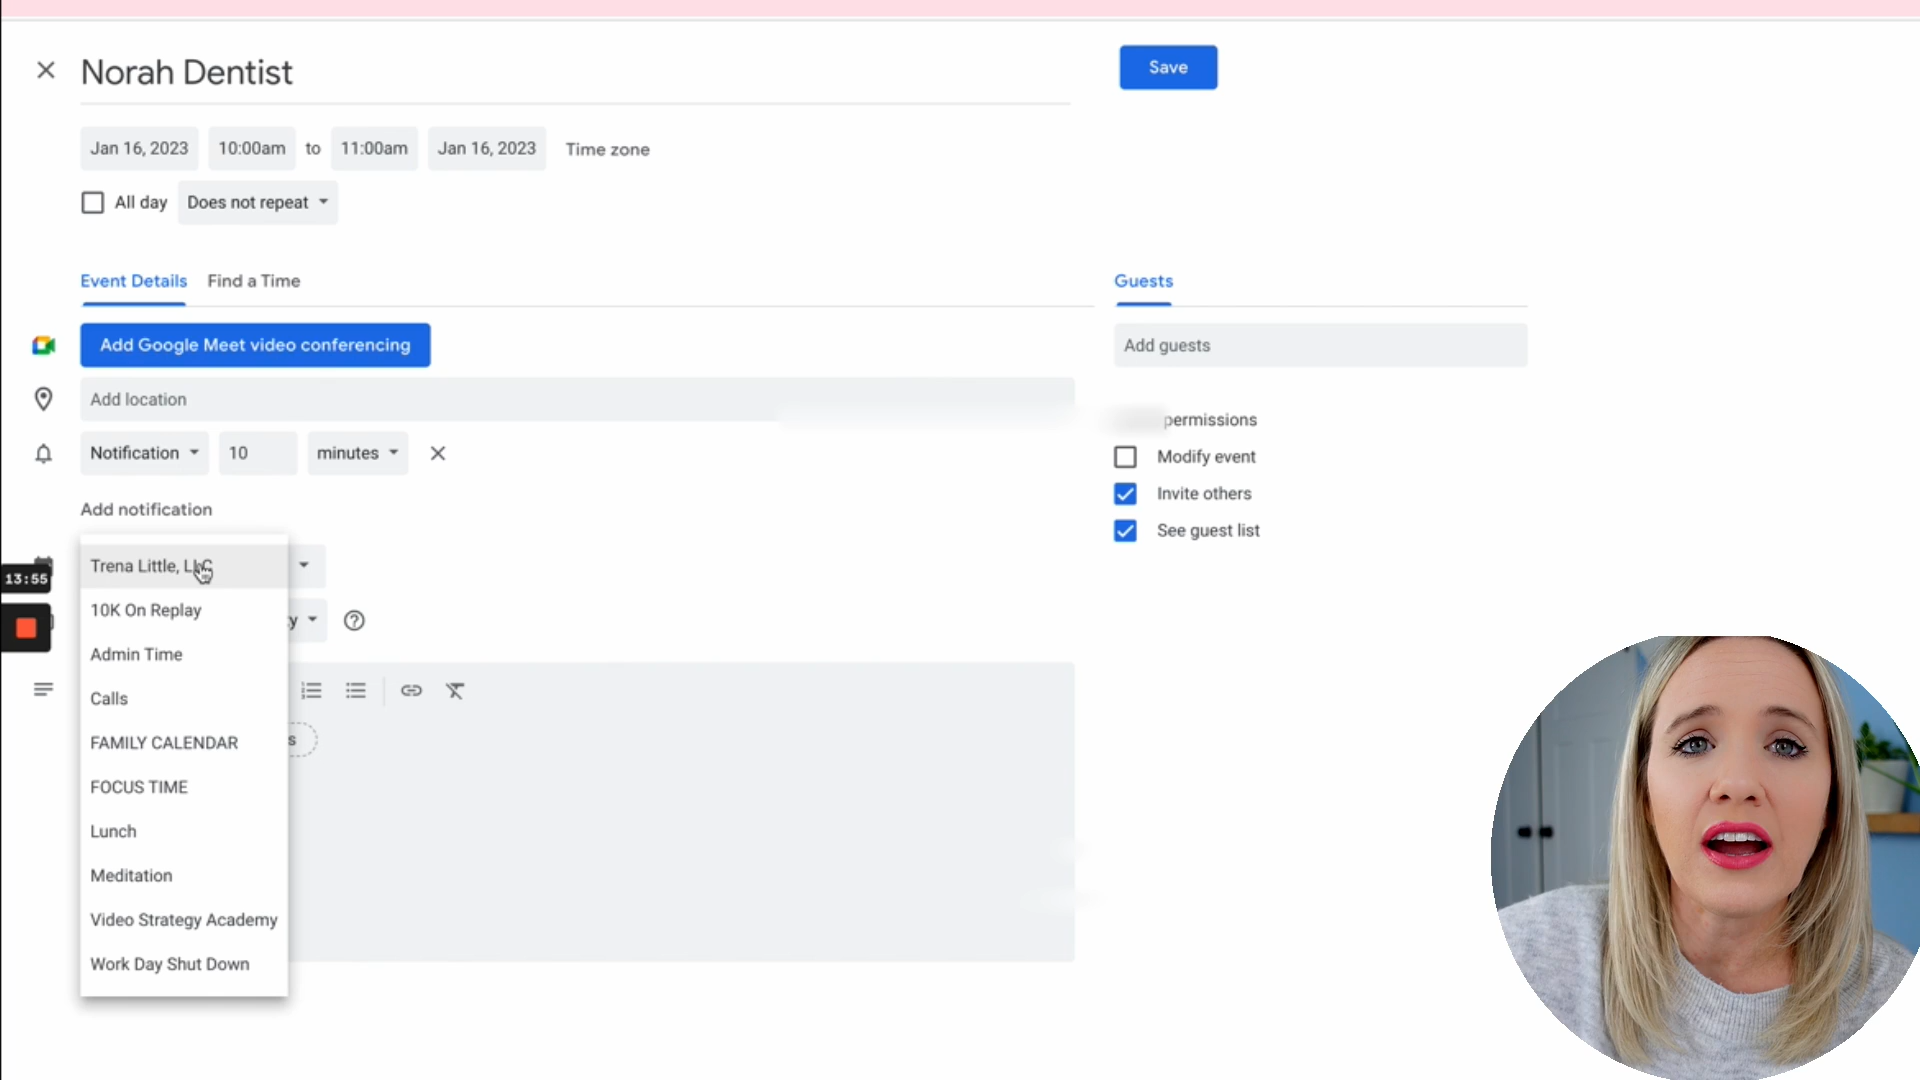 Norah Dentist
Save
Jan 16, 2023 10:00am to 11:00am Jan 16, 2023 Time zone
All day Does not repeat
Event Details Find a Time
Guests
Add Google Meet video conferencing
Add guests
Add location
permissions
Notification 10 minutes
Modify event
Invite others
Add notification
See guest list
Trena Little, LLC
13:55
10K On Replay
Admin Time
Calls
FAMILY CALENDAR
FOCUS TIME
Lunch
Meditation
Video Strategy Academy
Work Day Shut Down